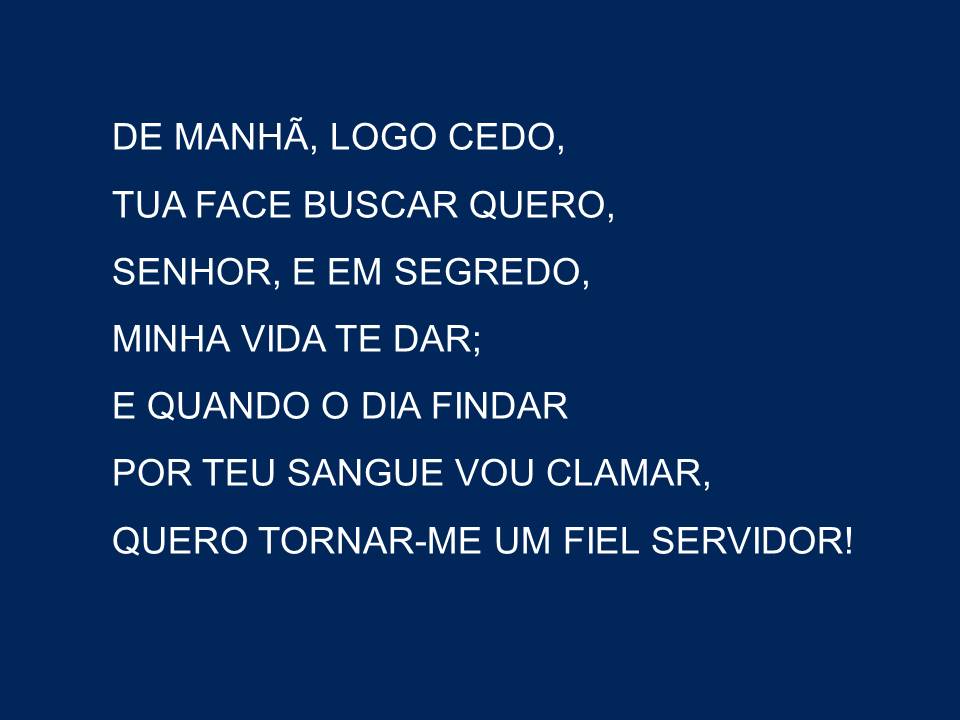 DE MANHÃ, LOGO CEDO,
TUA FACE BUSCAR QUERO,
SENHOR, E EM SEGREDO,
MINHA VIDA TE DAR;
E QUANDO O DIA FINDAR
POR TEU SANGUE VOU CLAMAR,
QUERO TORNAR-ME UM FIEL SERVIDOR!